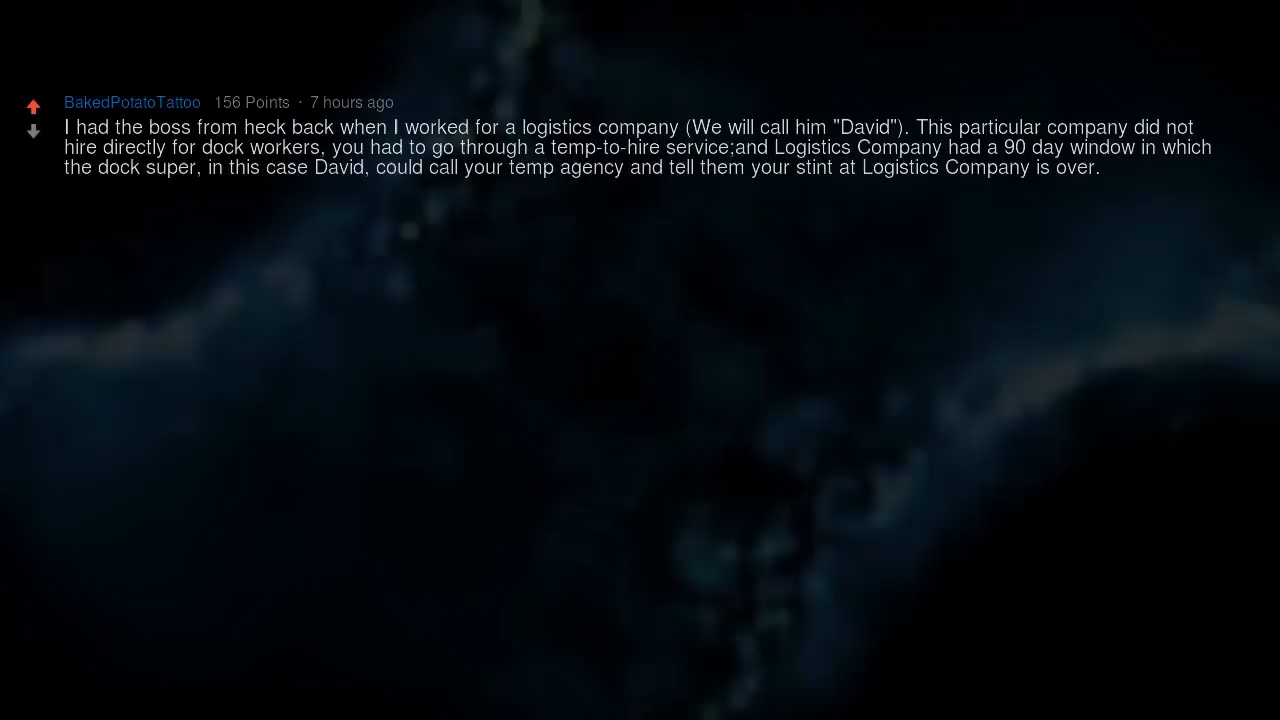 BakedPotatoTattoo 156 Points · 7 hours ago
I had the boss from heck back when I worked for a logistics company (We will call him "David"). This particular company did not
hire directly for dock workers, you had to go through a temp-to-hire service;and Logistics Company had a 90 day window in which
the dock super, in this case David, could call your temp agency and tell them your stint at Logistics Company is over.